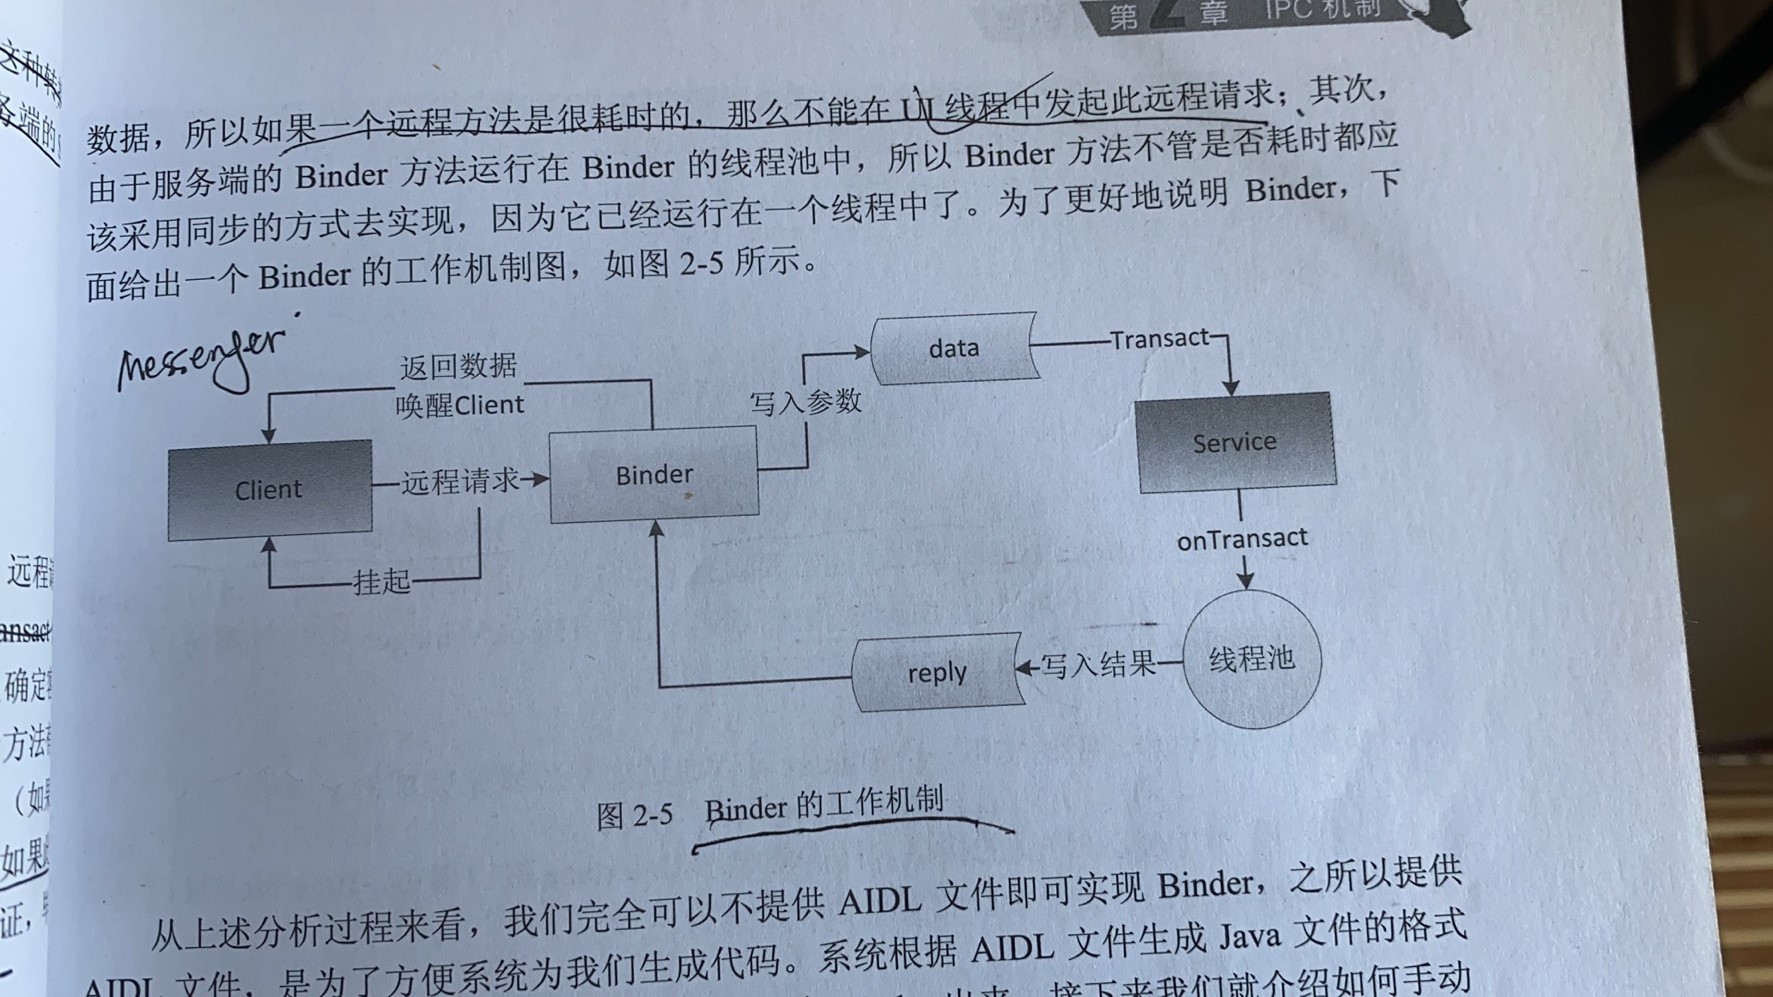 第2章 IPC 机制
这种转
务端的
数据，所以如果一个远程方法是很耗时的，那么不能在 UI 线程中发起此远程请求；其次，
由于服务端的 Binder 方法运行在 Binder 的线程池中，所以 Binder 方法不管是否耗时都应
该采用同步的方式去实现，因为它已经运行在一个线程中了。为了更好地说明 Binder，下
面给出一个 Binder 的工作机制图，如图 2-5 所示。
Messenger
返回数据
唤醒Client
写入参数
data
Transact
Client
远程请求
Binder
Service
挂起
onTransact
reply
写入结果
线程池
远程
ansact
确定
方法
（如
如果
证，
图 2-5 Binder 的工作机制
从上述分析过程来看，我们完全可以不提供 AIDL 文件即可实现 Binder，之所以提供
AIDL 文件，是为了方便系统为我们生成代码。系统根据 AIDL 文件生成 Java 文件的格式
出来，接下来我们就介绍如何手动